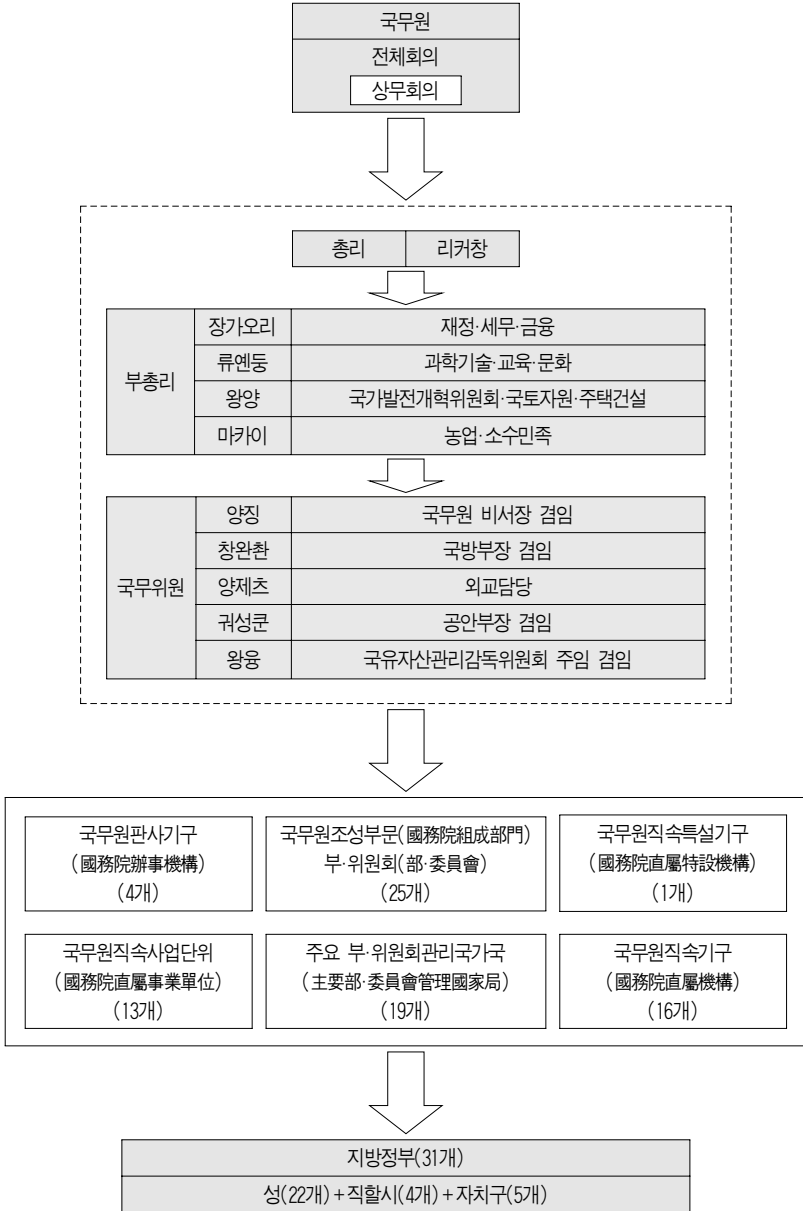 국무원
전체회의
상무회의
총리 리커창
부총리
장가오리 재정·세무·금융
류옌둥 과학기술·교육·문화
왕양 국가발전개혁위원회·국토자원·주택건설
마카이 농업·소수민족
국무위원
양징 국무원 비서장 겸임
창완촨 국방부장 겸임
양제츠 외교담당
궈성쿤 공안부장 겸임
왕융 국유자산관리감독위원회 주임 겸임
국무원판사기구
(國務院辦事機構)
(4개)
국무원조성부문(國務院組成部門)
부·위원회(部·委員會)
(25개)
국무원직속특설기구
(國務院直屬特設機構)
(1개)
국무원직속사업단위
(國務院直屬事業單位)
(13개)
주요 부·위원회관리국가국
(主要部·委員會管理國家局)
(19개)
국무원직속기구
(國務院直屬機構)
(16개)
지방정부(31개)
성(22개) + 직할시(4개) + 자치구(5개)